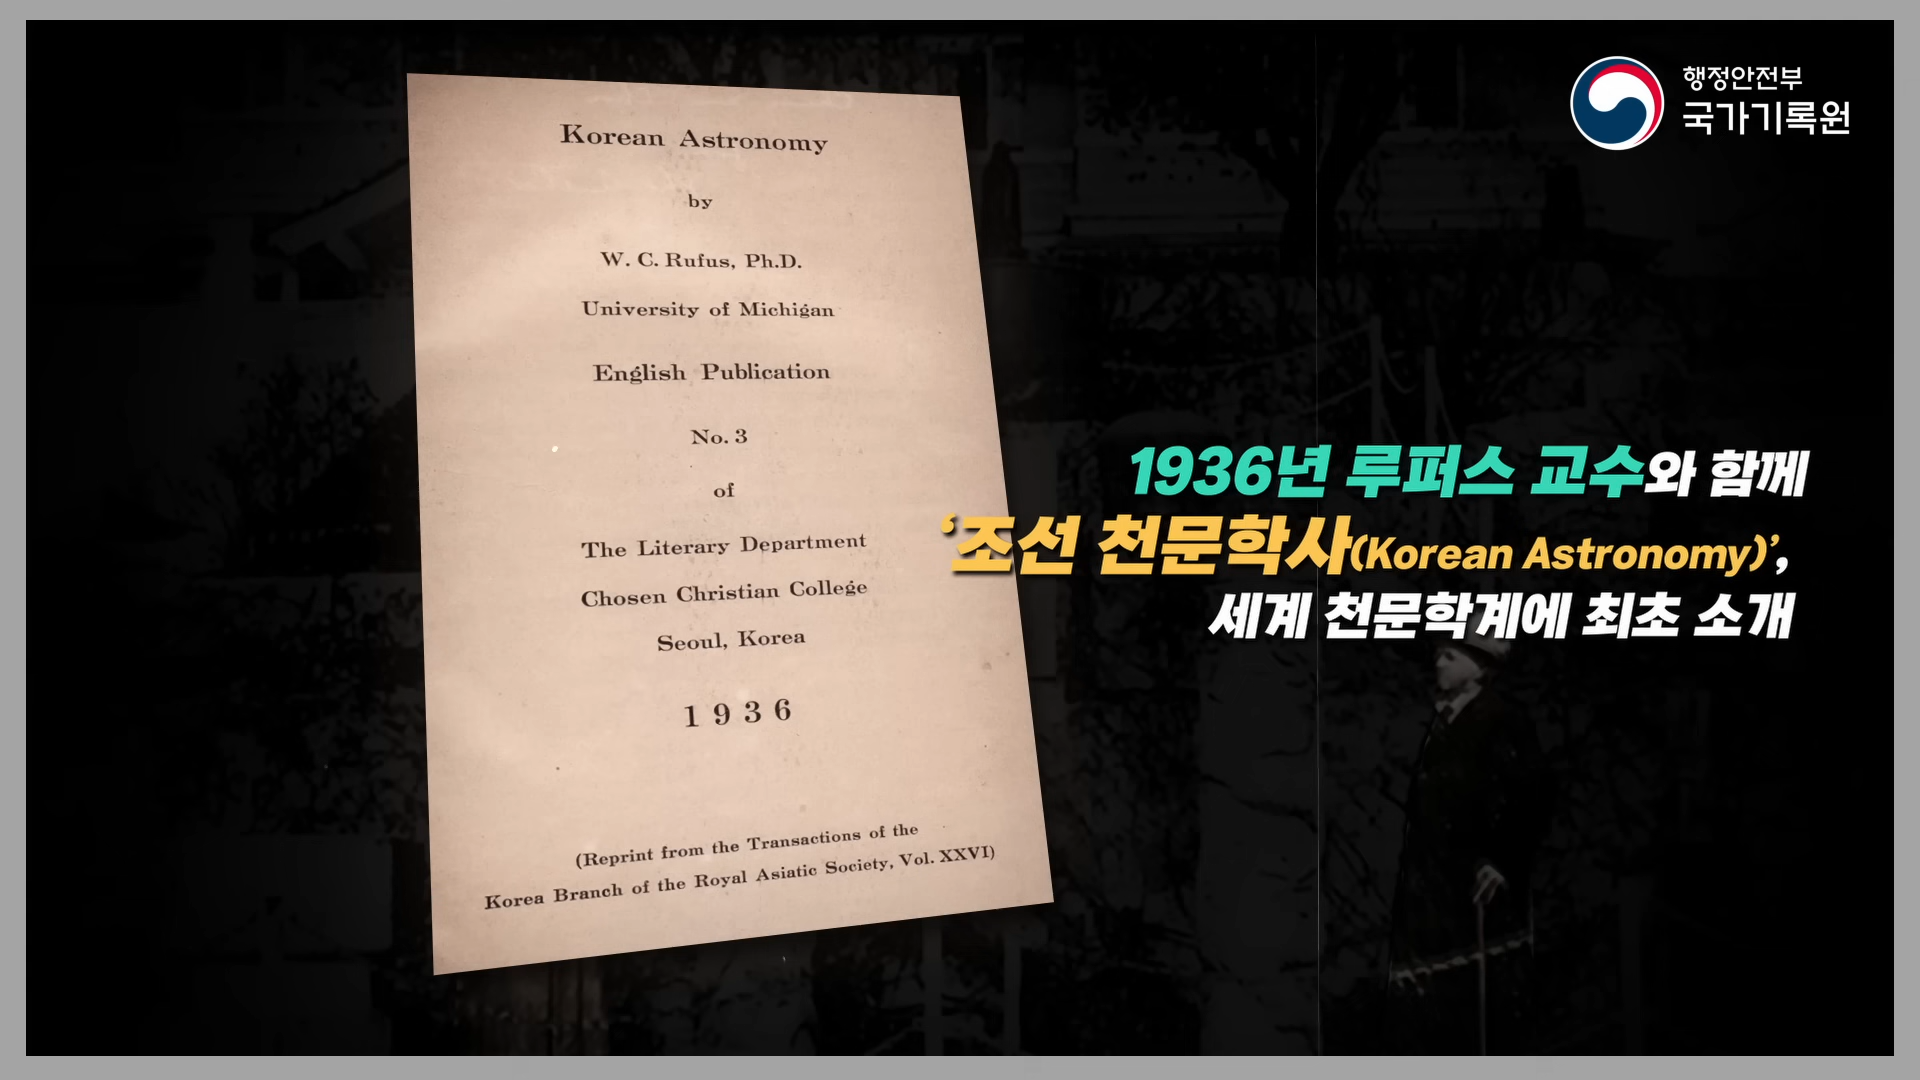 행정안전부
국가기록원
Korean Astronomy
by
W. C. Rufus, Ph.D.
University of Michigan
English Publication
No. 3
of
The Literary Department
Chosen Christian College
Seoul, Korea
1936
(Reprint from the Transactions of the
Korea Branch of the Royal Asiatic Society, Vol. XXVI)
1936년 루퍼스 교수와 함께
‘조선 천문학사(Korean Astronomy)’,
세계 천문학계에 최초 소개